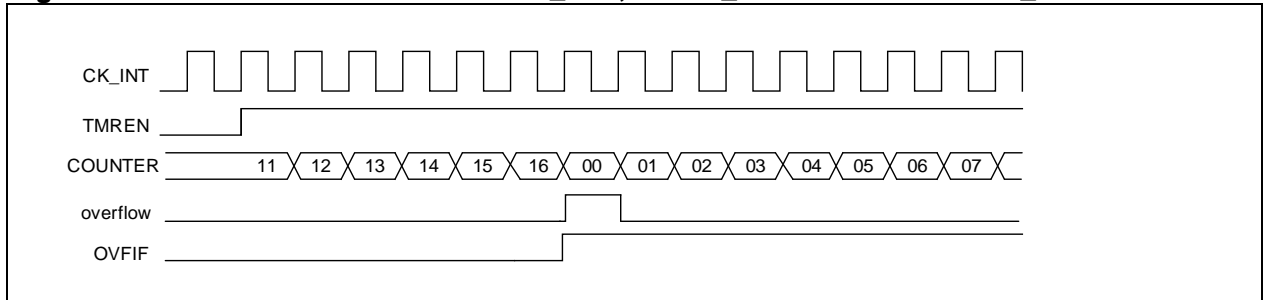 CK_INT
TMREN
COUNTER 11 12 13 14 15 16 00 01 02 03 04 05 06 07
overflow
OVFIF